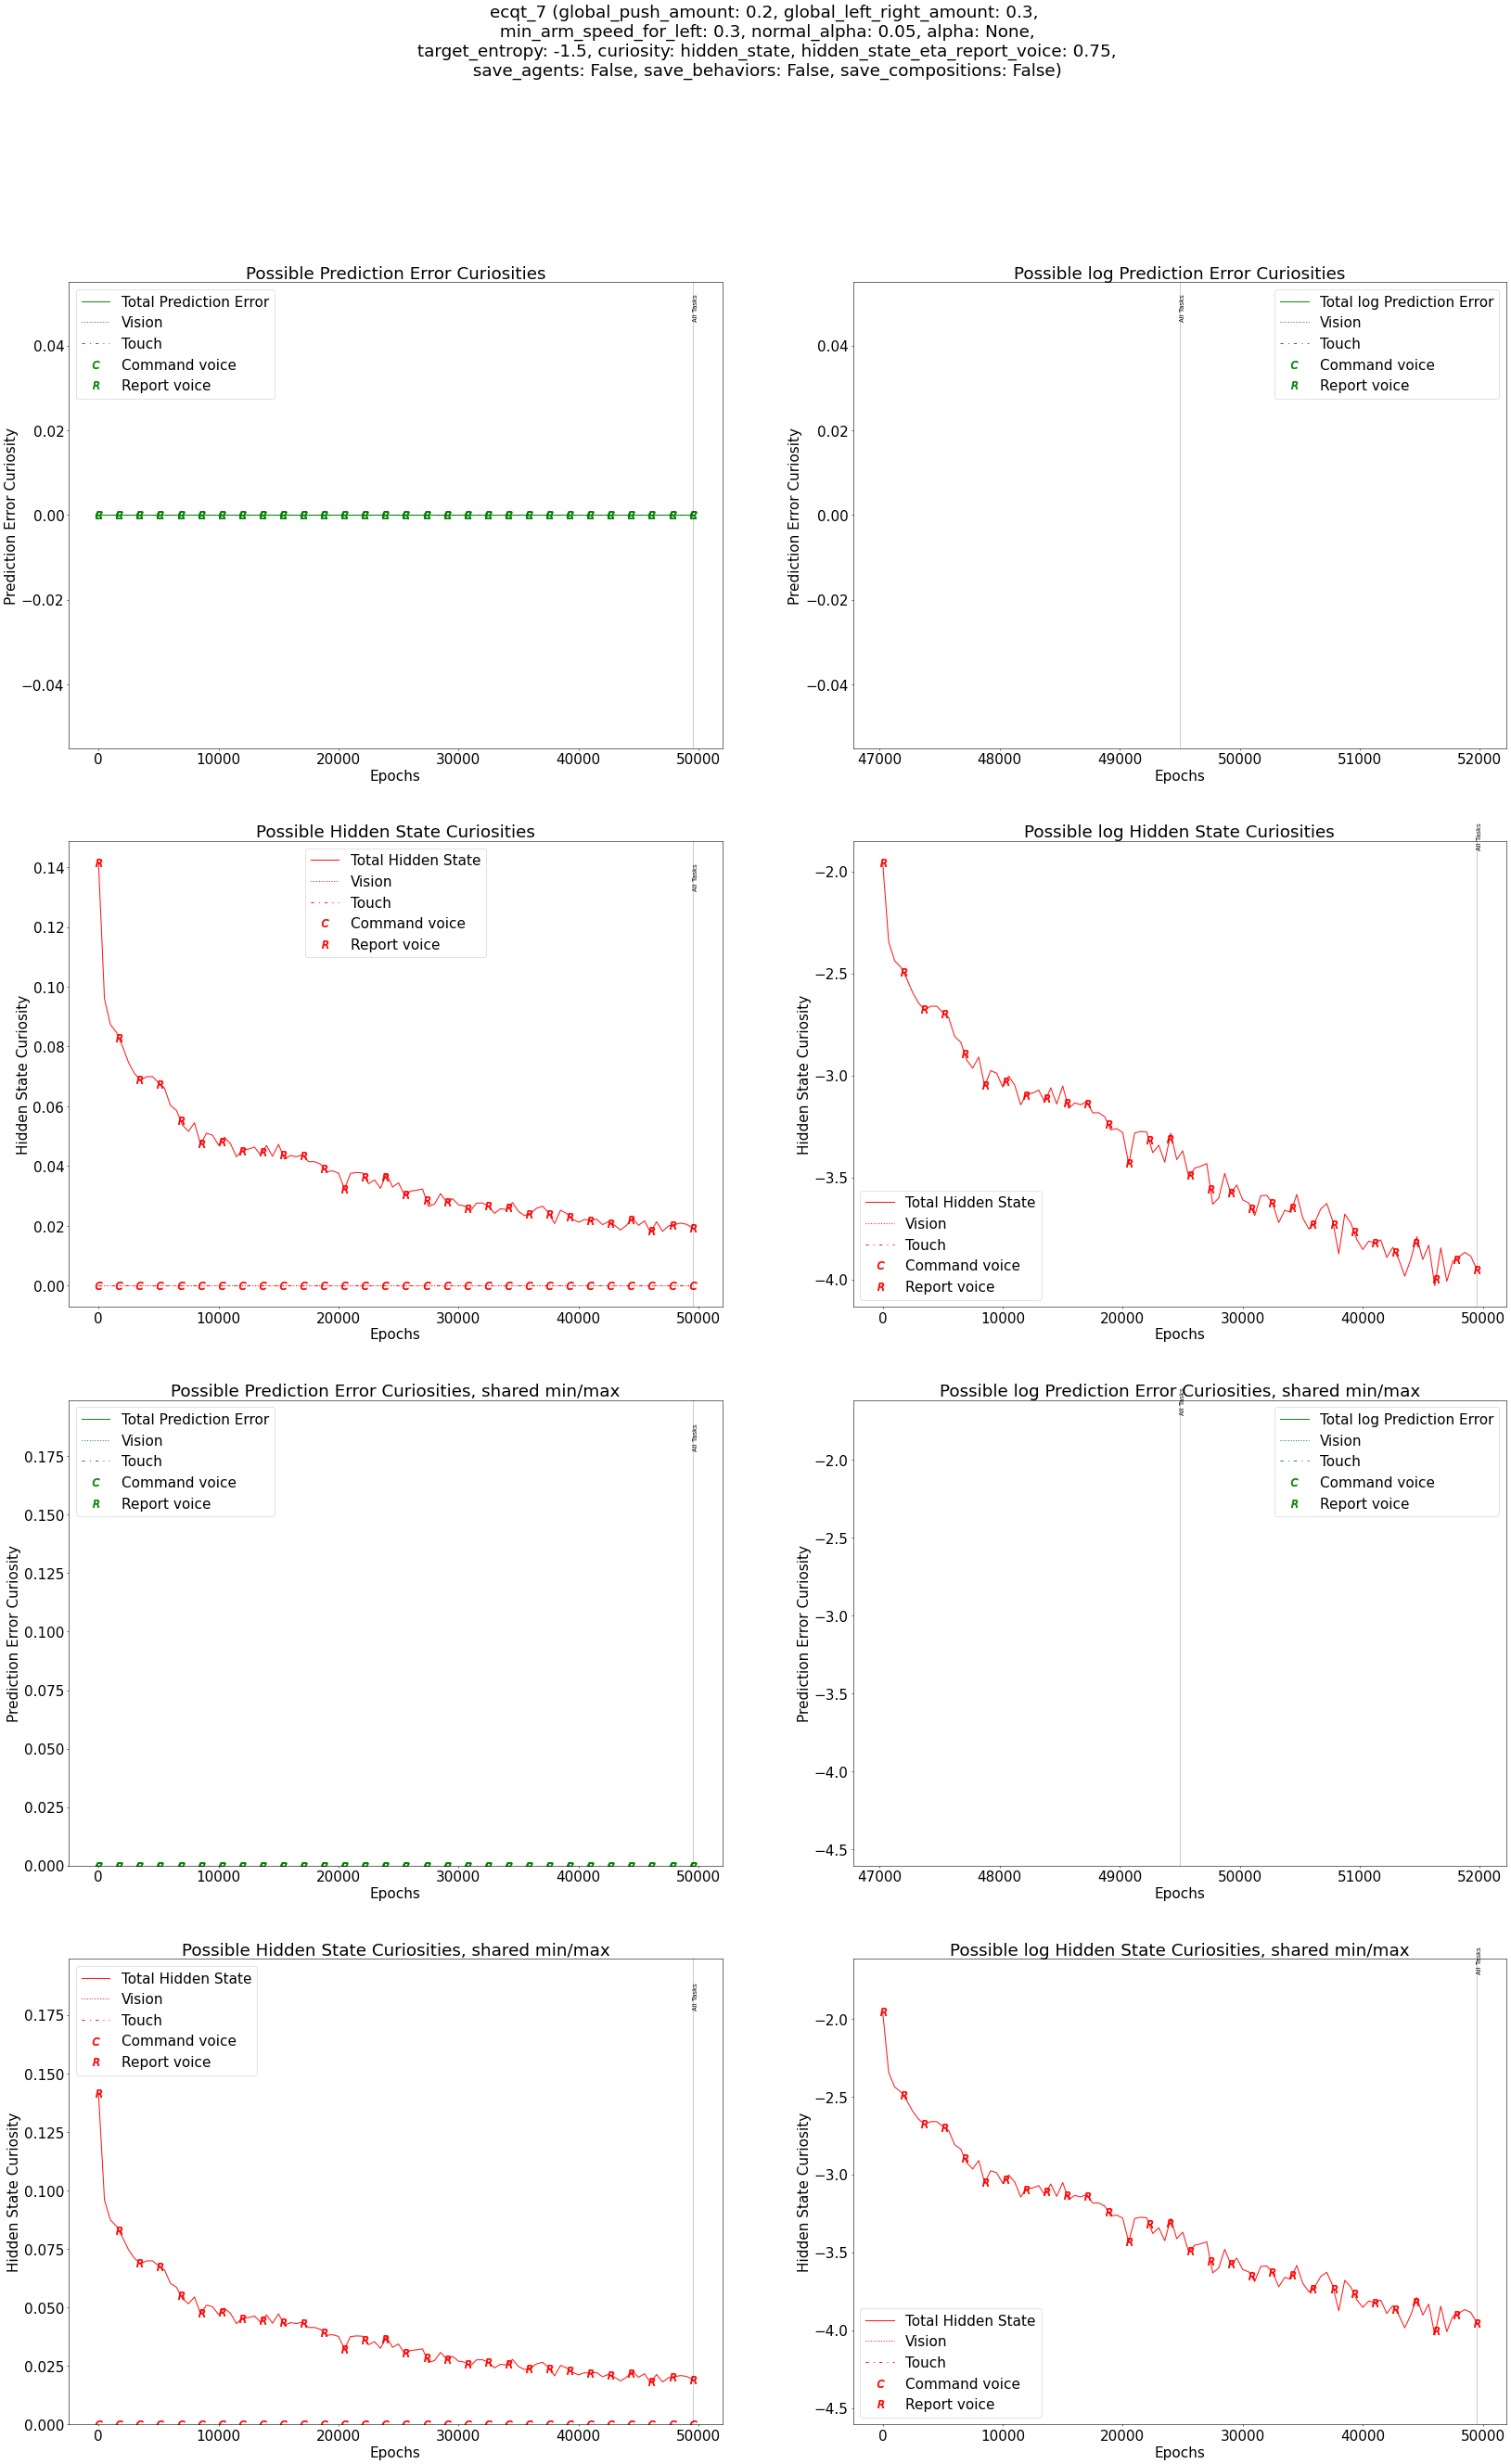 ecqt_7 (global_push_amount: 0.2, global_left_right_amount: 0.3,
min_arm_speed_for_left: 0.3, normal_alpha: 0.05, alpha: None,
target_entropy: -1.5, curiosity: hidden_state, hidden_state_eta_report_voice: 0.75,
save_agents: False, save_behaviors: False, save_compositions: False)
Possible Prediction Error Curiosities
Total Prediction Error
Vision
Touch
C Command voice
R Report voice
All Tasks
Prediction Error Curiosity
0.04
0.02
0.00
−0.02
−0.04
0 10000 20000 30000 40000 50000
Epochs
Possible log Prediction Error Curiosities
Total log Prediction Error
Vision
Touch
C Command voice
R Report voice
All Tasks
Prediction Error Curiosity
0.04
0.02
0.00
−0.02
−0.04
47000 48000 49000 50000 51000 52000
Epochs
Possible Hidden State Curiosities
Total Hidden State
Vision
Touch
C Command voice
R Report voice
All Tasks
Hidden State Curiosity
0.14
0.12
0.10
0.08
0.06
0.04
0.02
0.00
0 10000 20000 30000 40000 50000
Epochs
Possible log Hidden State Curiosities
All Tasks
Hidden State Curiosity
−2.0
−2.5
−3.0
−3.5
−4.0
Total Hidden State
Vision
Touch
C Command voice
R Report voice
0 10000 20000 30000 40000 50000
Epochs
Possible Prediction Error Curiosities, shared min/max
Total Prediction Error
Vision
Touch
C Command voice
R Report voice
All Tasks
Prediction Error Curiosity
0.175
0.150
0.125
0.100
0.075
0.050
0.025
0.000
0 10000 20000 30000 40000 50000
Epochs
Possible log Prediction Error Curiosities, shared min/max
Total log Prediction Error
Vision
Touch
C Command voice
R Report voice
All Tasks
Prediction Error Curiosity
−2.0
−2.5
−3.0
−3.5
−4.0
−4.5
47000 48000 49000 50000 51000 52000
Epochs
Possible Hidden State Curiosities, shared min/max
Total Hidden State
Vision
Touch
C Command voice
R Report voice
All Tasks
Hidden State Curiosity
0.175
0.150
0.125
0.100
0.075
0.050
0.025
0.000
0 10000 20000 30000 40000 50000
Epochs
Possible log Hidden State Curiosities, shared min/max
All Tasks
Hidden State Curiosity
−2.0
−2.5
−3.0
−3.5
−4.0
−4.5
Total Hidden State
Vision
Touch
C Command voice
R Report voice
0 10000 20000 30000 40000 50000
Epochs